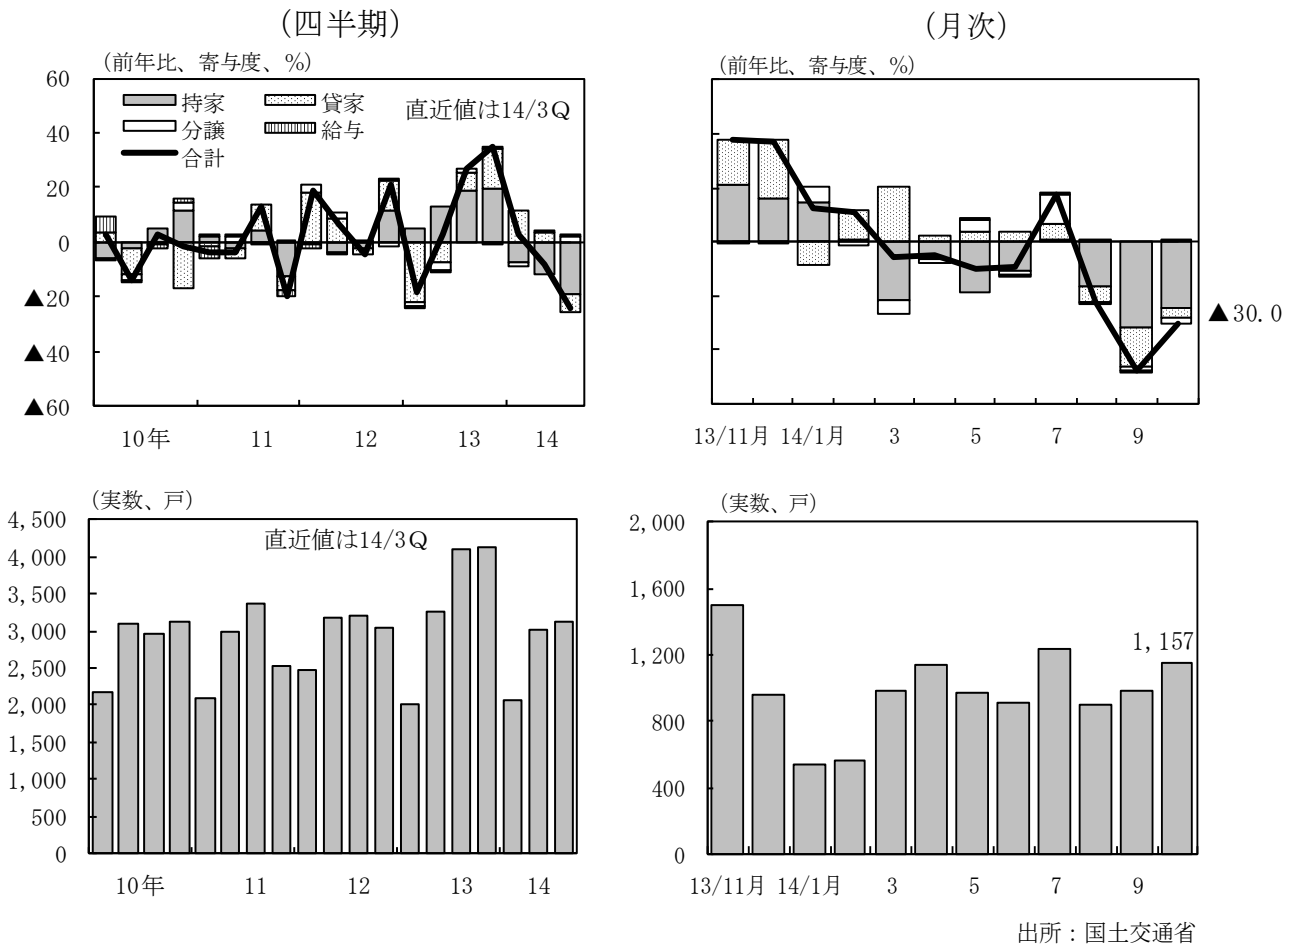 （四半期）
（前年比、寄与度、%）
60
40
20
0
▲20
▲40
▲60
持家
貸家
分譲
給与
合計
直近値は14/3Q
10年 11 12 13 14
（月次）
（前年比、寄与度、%）
▲30.0
13/11月 14/1月 3 5 7 9
（実数、戸）
4,500
4,000
3,500
3,000
2,500
2,000
1,500
1,000
500
0
直近値は14/3Q
10年 11 12 13 14
（実数、戸）
2,000
1,600
1,200
800
400
0
1,157
13/11月 14/1月 3 5 7 9
出所：国土交通省